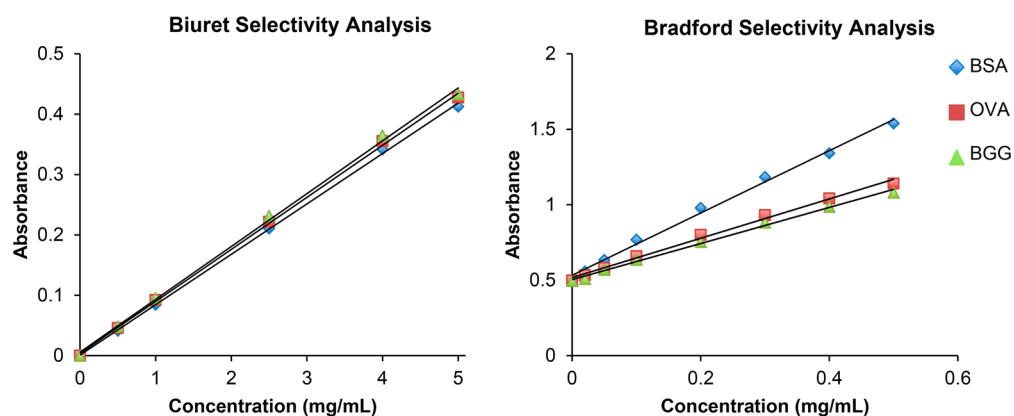 Biuret Selectivity Analysis
0.5
0.4
0.3
0.2
0.1
0
Absorbance
0 1 2 3 4 5
Concentration (mg/mL)
Bradford Selectivity Analysis
2
1.5
1
0.5
0
Absorbance
0 0.2 0.4 0.6
Concentration (mg/mL)
BSA
OVA
BGG